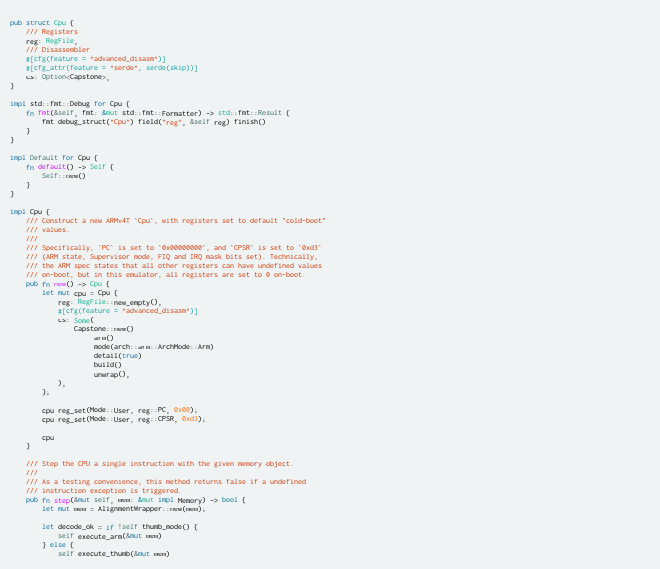 pub struct Cpu {
    /// Registers
    reg: RegFile,
    /// Disassembler
    #[cfg(feature = "advanced_disasm")]
    #[cfg_attr(feature = "serde", serde(skip))]
    cs: Option<Capstone>,
}

impl std::fmt::Debug for Cpu {
    fn fmt(&self, fmt: &mut std::fmt::Formatter) -> std::fmt::Result {
        fmt debug_struct("Cpu") field("reg", &self reg) finish()
    }
}

impl Default for Cpu {
    fn default() -> Self {
        Self::new()
    }
}

impl Cpu {
    /// Construct a new ARMv4T `Cpu`, with registers set to default "cold-boot"
    /// values.
    ///
    /// Specifically, `PC` is set to `0x00000000`, and `CPSR` is set to `0xd3`
    /// (ARM state, Supervisor mode, FIQ and IRQ mask bits set). Technically,
    /// the ARM spec states that all other registers can have undefined values
    /// on-boot, but in this emulator, all registers are set to 0 on-boot.
    pub fn new() -> Cpu {
        let mut cpu = Cpu {
            reg: RegFile::new_empty(),
            #[cfg(feature = "advanced_disasm")]
            cs: Some(
                Capstone::new()
                     arm()
                     mode(arch::arm::ArchMode::Arm)
                     detail(true)
                     build()
                     unwrap(),
            ),
        };

        cpu reg_set(Mode::User, reg::PC, 0x00);
        cpu reg_set(Mode::User, reg::CPSR, 0xd3);

        cpu
    }

    /// Step the CPU a single instruction with the given memory object.
    ///
    /// As a testing convenience, this method returns false if a undefined
    /// instruction exception is triggered.
    pub fn step(&mut self, mem: &mut impl Memory) -> bool {
        let mut mem = AlignmentWrapper::new(mem);

        let decode_ok = if !self thumb_mode() {
            self execute_arm(&mut mem)
        } else {
            self execute_thumb(&mut mem)